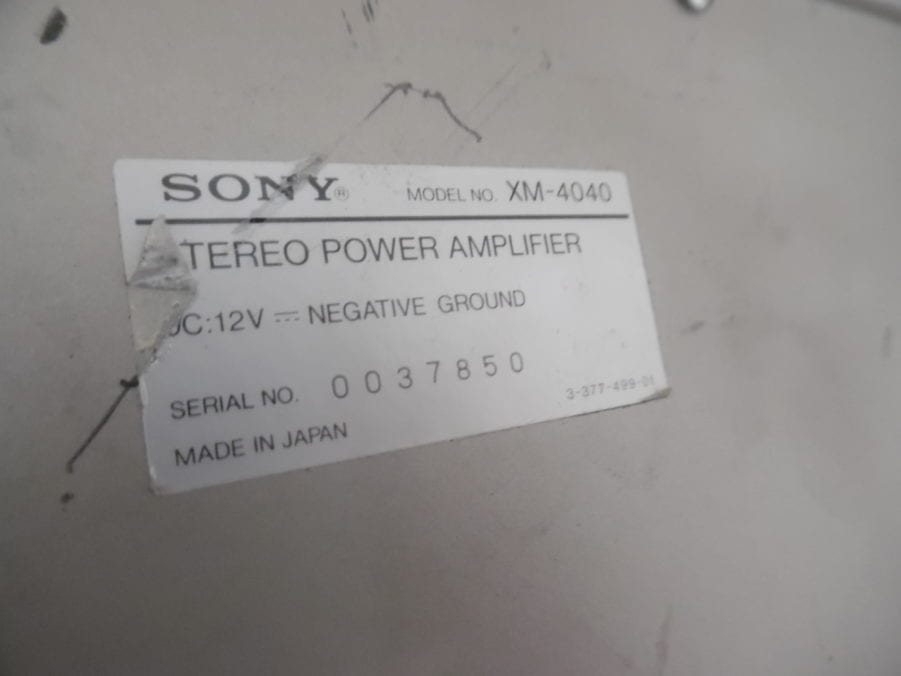 SONY® MODEL NO. XM-4040
TEREO POWER AMPLIFIER
DC:12V ⎓ NEGATIVE GROUND
SERIAL NO. 0037850
3-377-499-01
MADE IN JAPAN